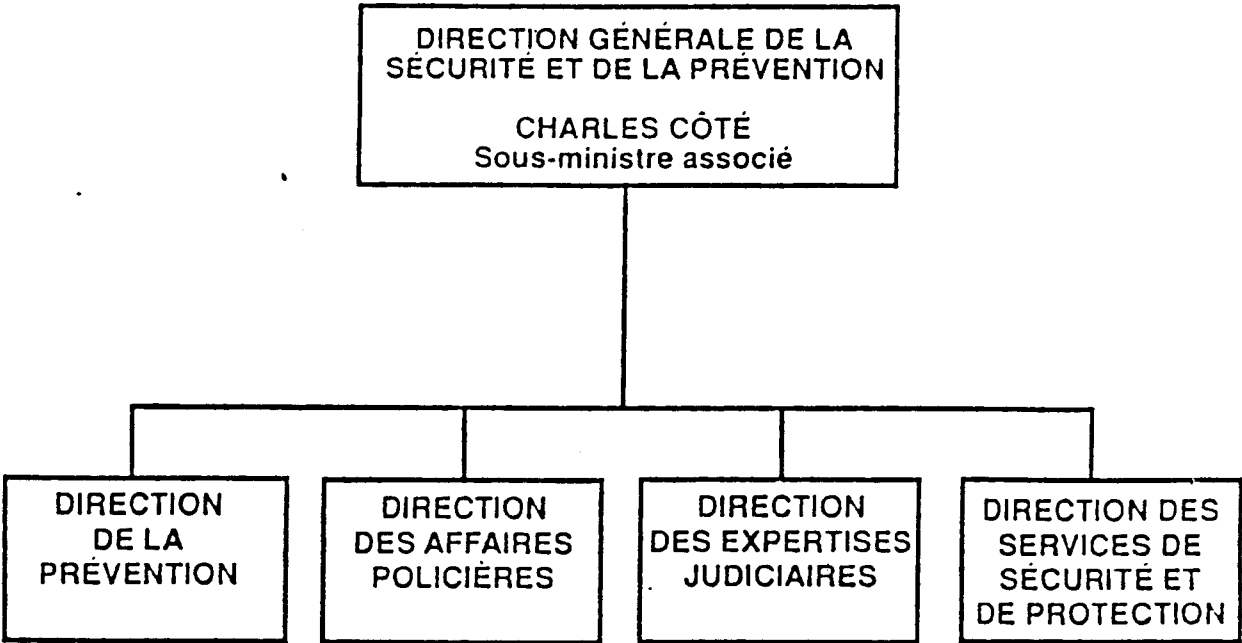 DIRECTION GÉNÉRALE DE LA
SÉCURITÉ ET DE LA PRÉVENTION
CHARLES CÔTÉ
Sous-ministre associé
DIRECTION
DE LA
PRÉVENTION
DIRECTION
DES AFFAIRES
POLICIÈRES
DIRECTION
DES EXPERTISES
JUDICIAIRES
DIRECTION DES
SERVICES DE
SÉCURITÉ ET
DE PROTECTION